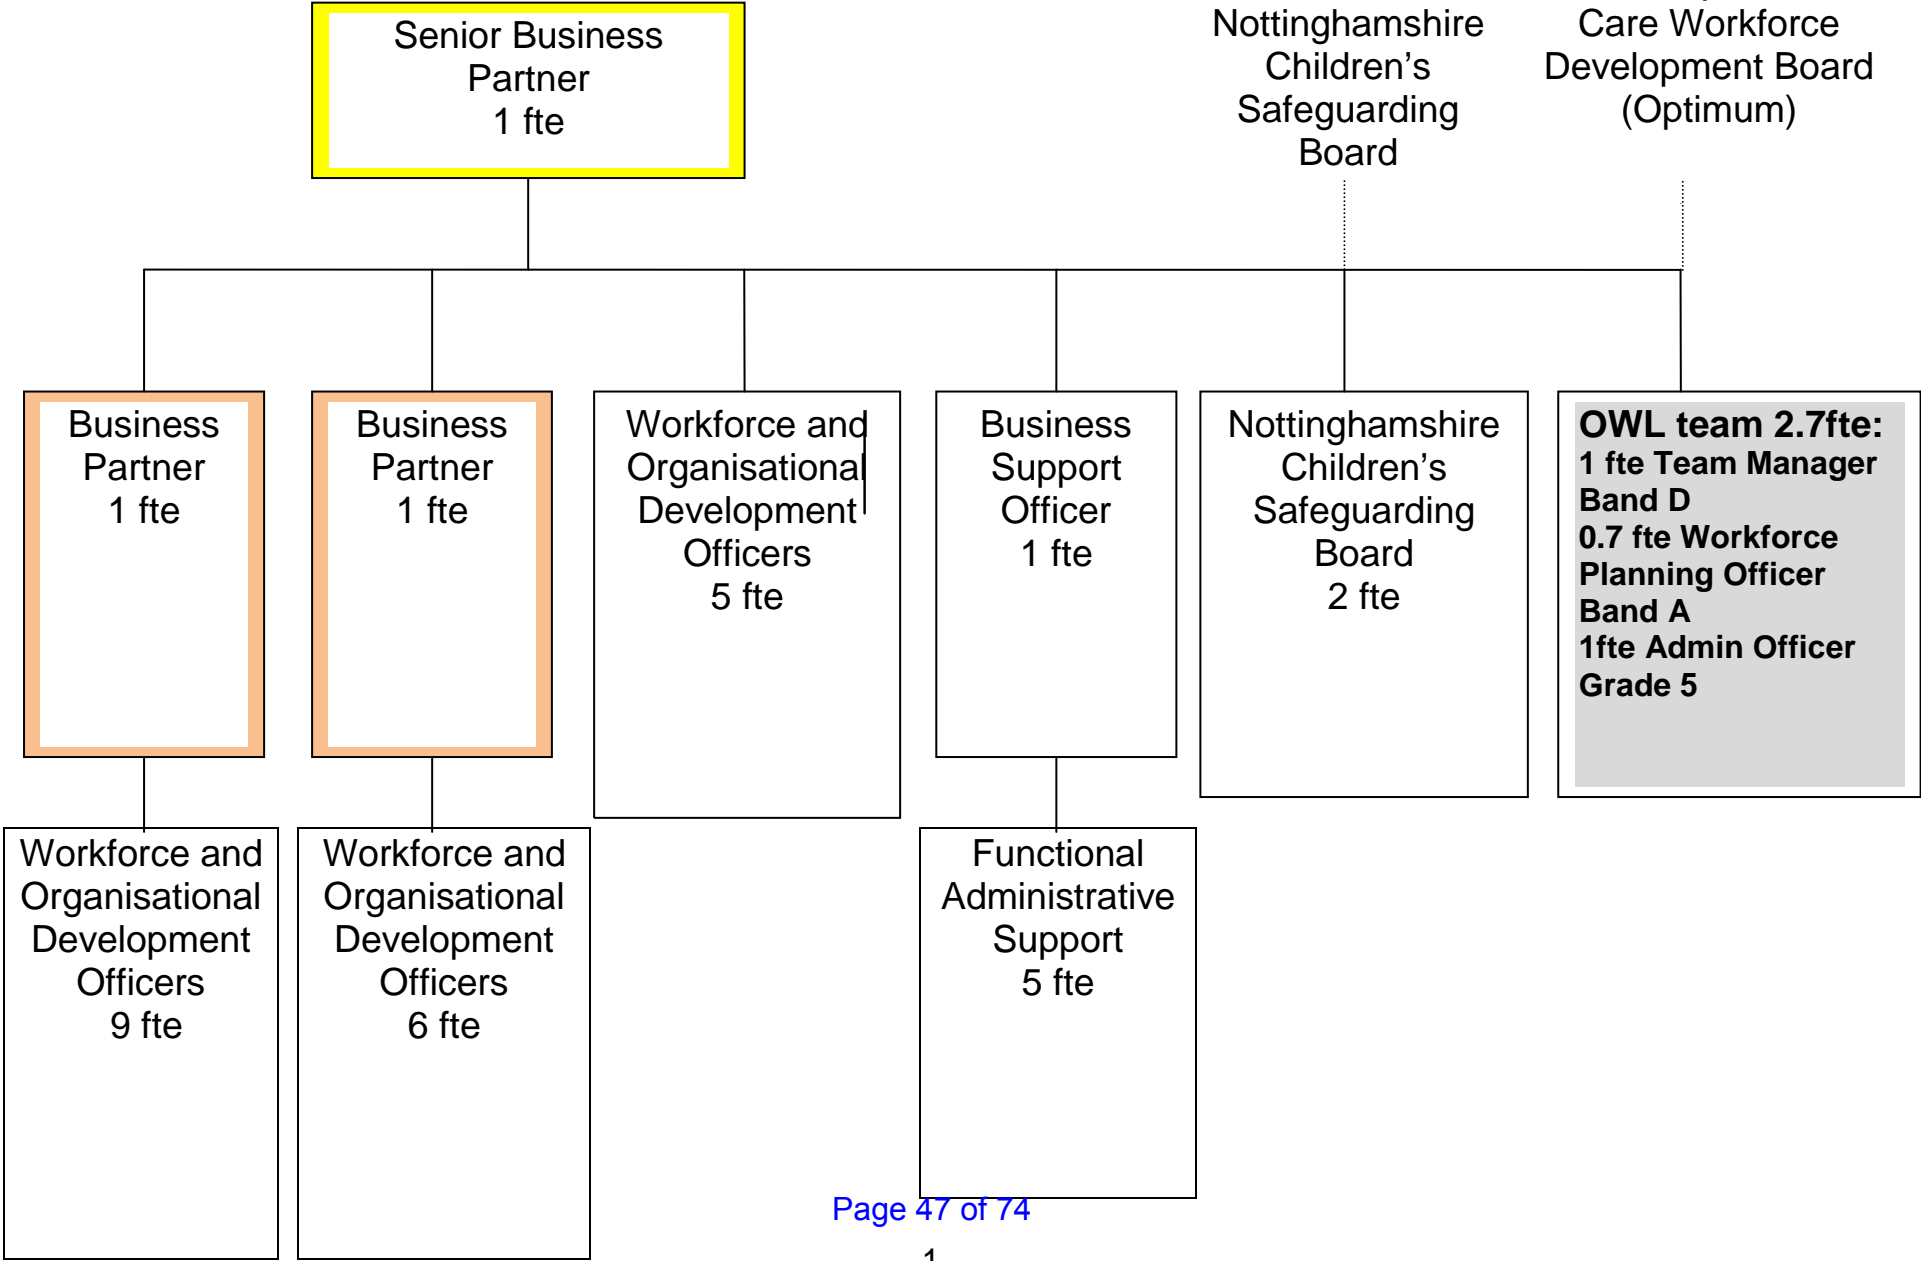 Senior Business
Partner
1 fte
Nottinghamshire
Children's
Safeguarding
Board
Care Workforce
Development Board
(Optimum)
Business
Partner
1 fte
Business
Partner
1 fte
Workforce and
Organisational
Development
Officers
5 fte
Business
Support
Officer
1 fte
Nottinghamshire
Children's
Safeguarding
Board
2 fte
OWL team 2.7fte:
1 fte Team Manager
Band D
0.7 fte Workforce
Planning Officer
Band A
1fte Admin Officer
Grade 5
Workforce and
Organisational
Development
Officers
9 fte
Workforce and
Organisational
Development
Officers
6 fte
Functional
Administrative
Support
5 fte
Page 47 of 74
1